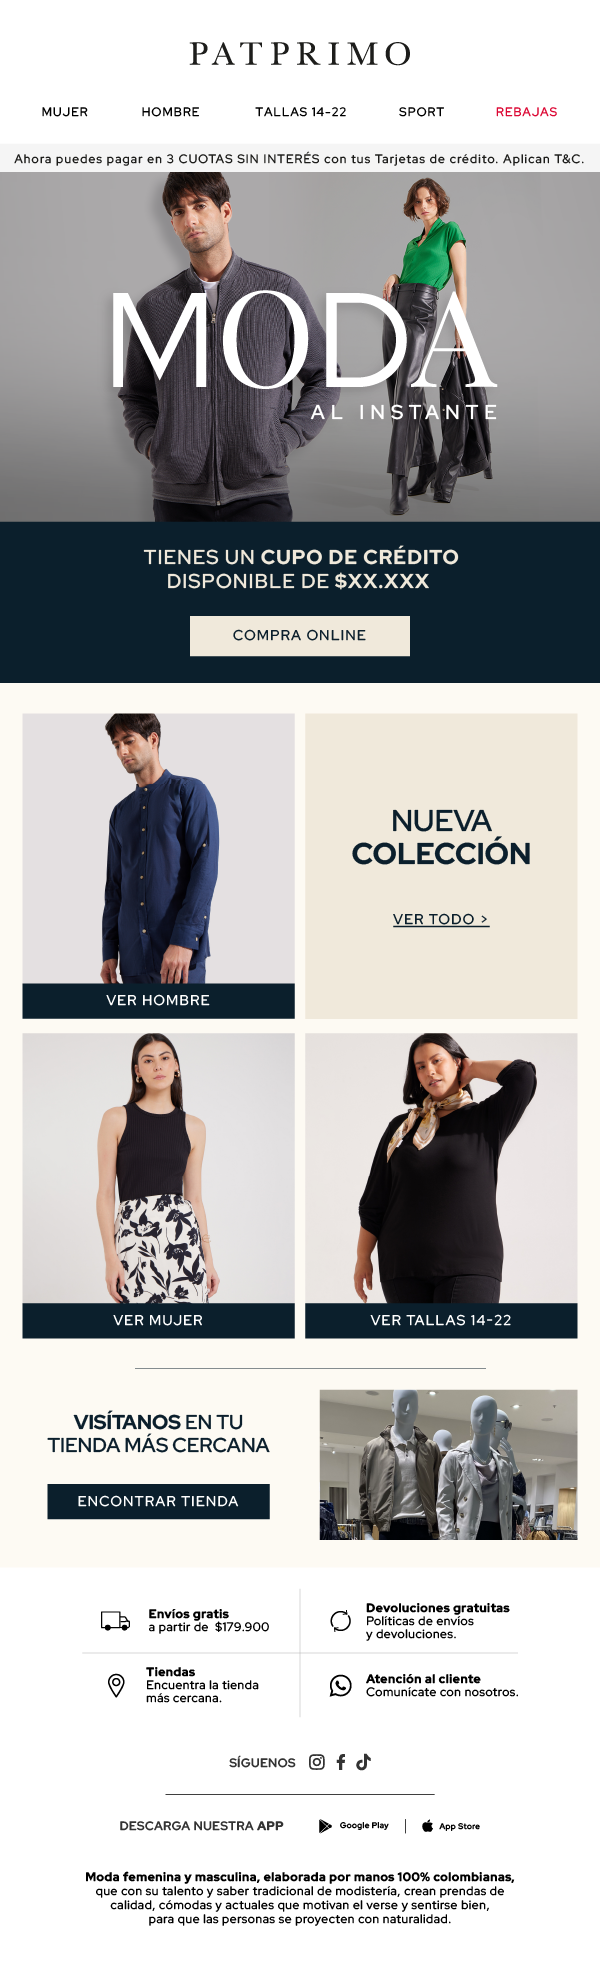 PATPRIMO
MUJER HOMBRE TALLAS 14-22 SPORT REBAJAS
Ahora puedes pagar en 3 CUOTAS SIN INTERÉS con tus Tarjetas de crédito. Aplican T&C.
MODA
AL INSTANTE
TIENES UN CUPO DE CRÉDITO
DISPONIBLE DE $XX.XXX
COMPRA ONLINE
NUEVA
COLECCIÓN
VER TODO >
VER HOMBRE
VER MUJER
VER TALLAS 14-22
VISÍTANOS EN TU
TIENDA MÁS CERCANA
ENCONTRAR TIENDA
Envíos gratis
a partir de $179.900
Devoluciones gratuitas
Políticas de envíos
y devoluciones.
Tiendas
Encuentra la tienda
más cercana.
Atención al cliente
Comunícate con nosotros.
SÍGUENOS
DESCARGA NUESTRA APP Google Play App Store
Moda femenina y masculina, elaborada por manos 100% colombianas,
que con su talento y saber tradicional de modistería, crean prendas de
calidad, cómodas y actuales que motivan el verse y sentirse bien,
para que las personas se proyecten con naturalidad.